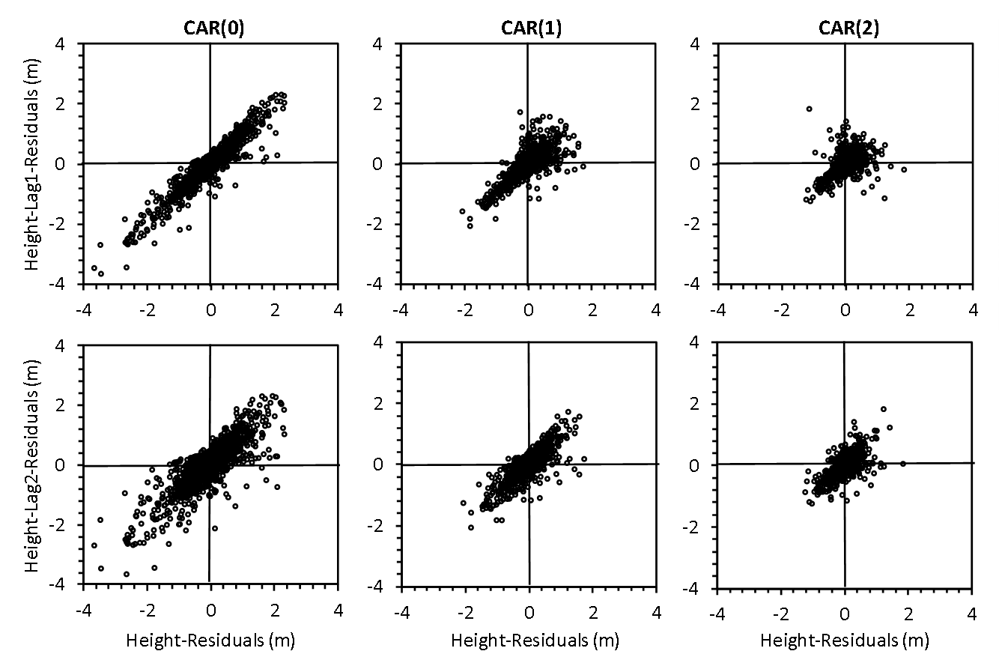 CAR(0) CAR(1) CAR(2)
Height-Lag1-Residuals (m)
4 4 4
2 2 2
0 0 0
-2 -2 -2
-4 -4 -4
-4 -2 0 2 4 -4 -2 0 2 4 -4 -2 0 2 4
Height-Lag2-Residuals (m)
4 4 4
2 2 2
0 0 0
-2 -2 -2
-4 -4 -4
-4 -2 0 2 4 -4 -2 0 2 4 -4 -2 0 2 4
Height-Residuals (m) Height-Residuals (m) Height-Residuals (m)